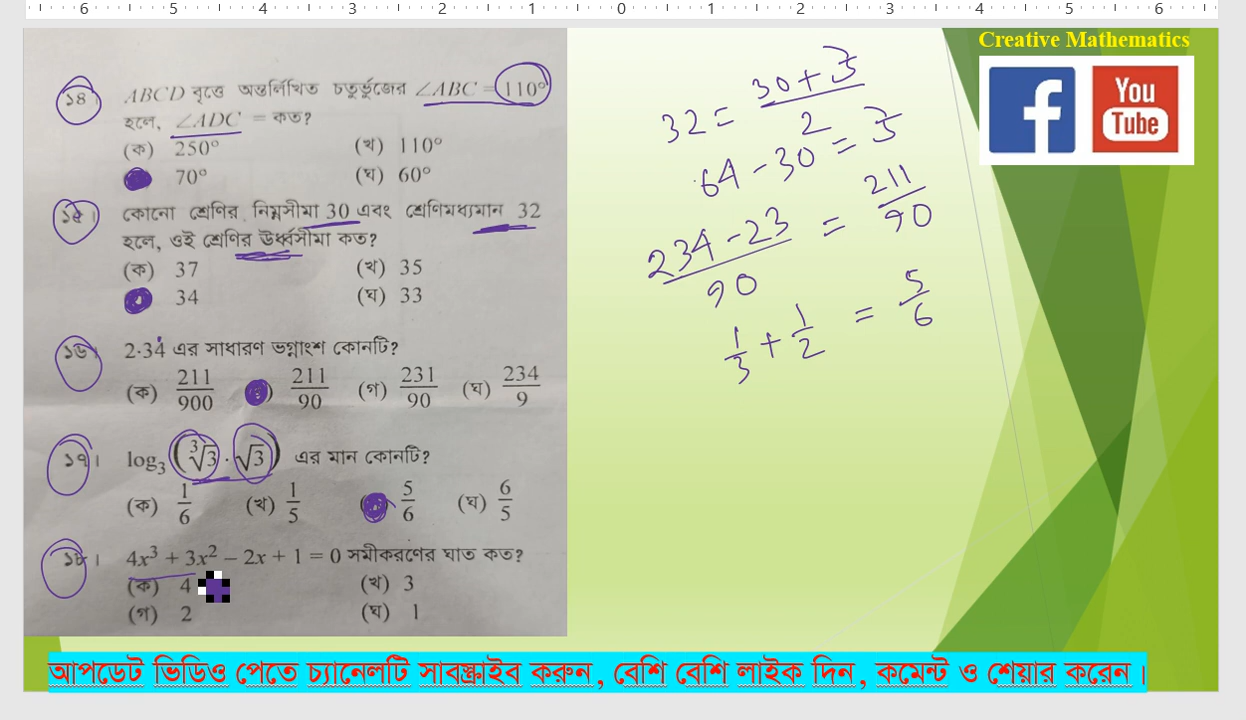 6 5 4 3 2 1 0 1 2 3 4 5 6
১৪। ABCD বৃত্তে অন্তর্লিখিত চতুর্ভুজের ∠ABC = 110°
হলে, ∠ADC = কত?
(ক) 250° (খ) 110°
70° (ঘ) 60°
১৫। কোনো শ্রেণির নিম্নসীমা 30 এবং শ্রেণিমধ্যমান 32
হলে, ওই শ্রেণির ঊর্ধ্বসীমা কত?
(ক) 37 (খ) 35
34 (ঘ) 33
১৬। 2·34̇ এর সাধারণ ভগ্নাংশ কোনটি?
(ক) 211/900 211/90 (গ) 231/90 (ঘ) 234/9
১৭। log₃(∛3 · √3) এর মান কোনটি?
(ক) 1/6 (খ) 1/5 5/6 (ঘ) 6/5
১৮। 4x³ + 3x² − 2x + 1 = 0 সমীকরণের ঘাত কত?
(ক) 4 (খ) 3
(গ) 2 (ঘ) 1
32 = (30 + উ)/2
64 - 30 = উ
(234 - 23)/90 = 211/90
1/3 + 1/2 = 5/6
Creative Mathematics
f You Tube
আপডেট ভিডিও পেতে চ্যানেলটি সাবস্ক্রাইব করুন, বেশি বেশি লাইক দিন, কমেন্ট ও শেয়ার করেন।